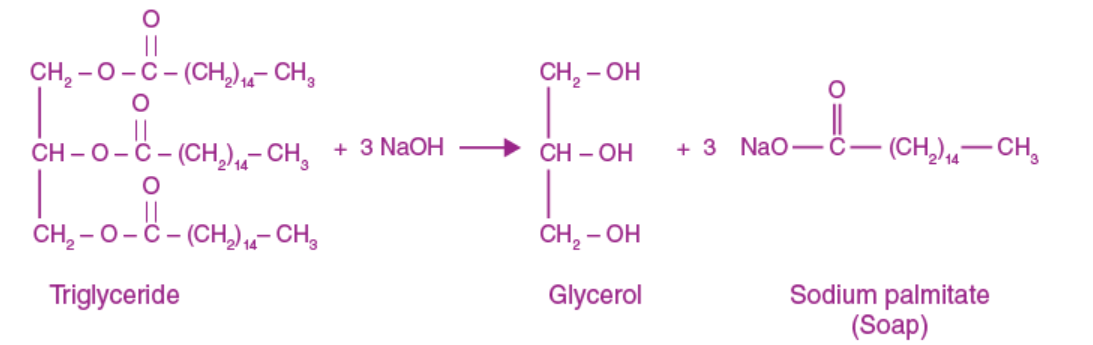 O
||
CH₂ – O – C – (CH₂)₁₄– CH₃
O
||
CH – O – C – (CH₂)₁₄– CH₃
O
||
CH₂ – O – C – (CH₂)₁₄– CH₃
Triglyceride
+ 3 NaOH ⟶
CH₂ – OH
CH – OH
CH₂ – OH
Glycerol
+ 3
O
||
NaO — C — (CH₂)₁₄ — CH₃
Sodium palmitate
(Soap)